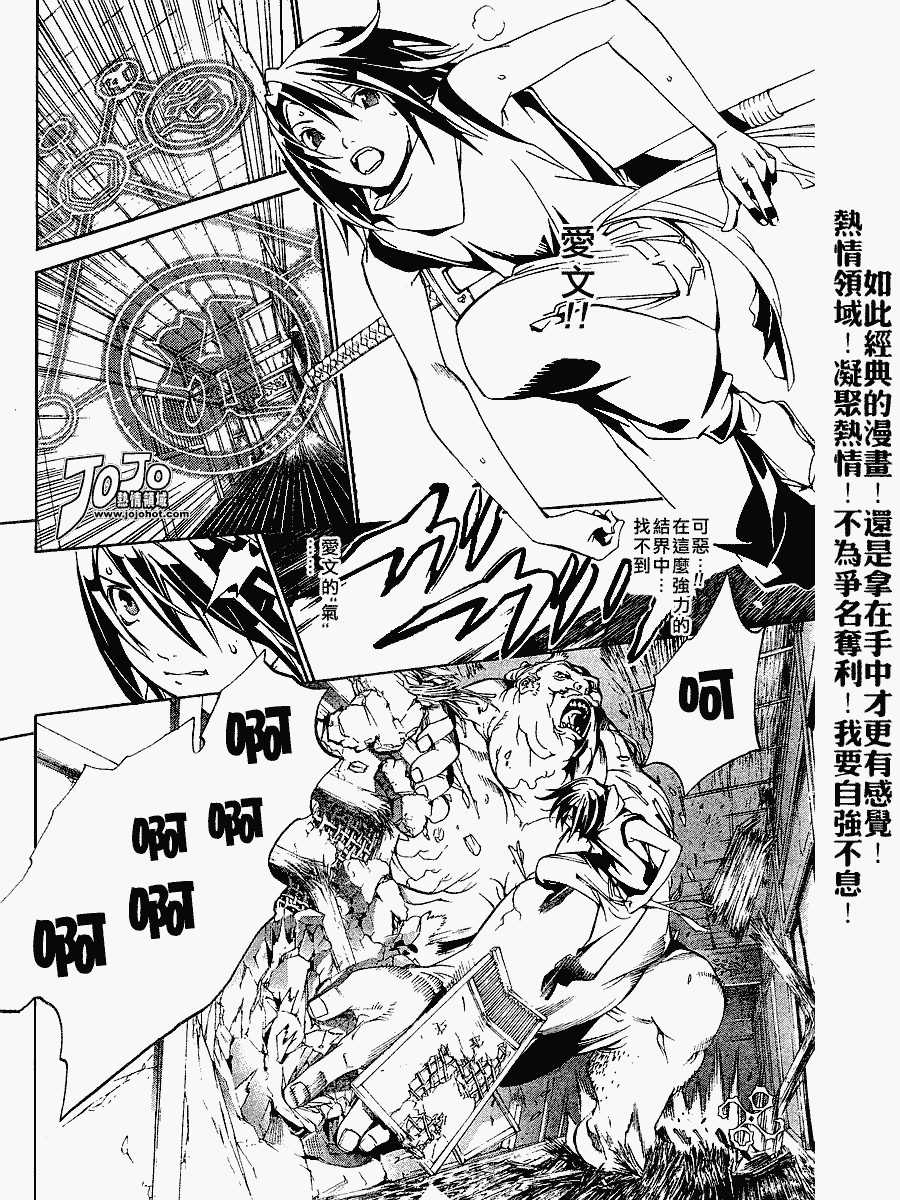 愛文!!
JOJO
熱情領域
www.jojohot.com
可惡…!!
在這麼強力的
結界中…
找不到
愛文的“氣”
……
呵
啊
啊
啊
啊
啊
如此經典的漫畫！還是拿在手中才更有感覺！
熱情領域！凝聚熱情！不為爭名奪利！我要自強不息！